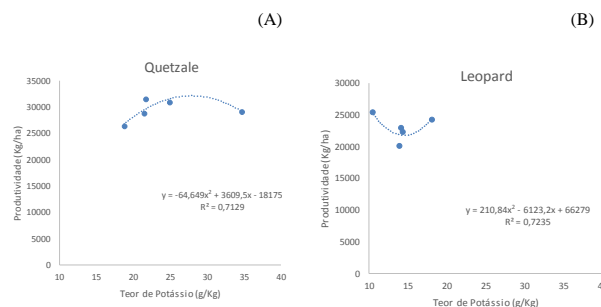 (A)
(B)
Quetzale
35000
30000
25000
20000
15000
10000
5000
0
Produtividade (Kg/ha)
y = -64,649x² + 3609,5x - 18175
R² = 0,7129
10 15 20 25 30 35 40
Teor de Potássio (g/Kg)
Leopard
30000
25000
20000
15000
10000
5000
0
Produtividade (Kg/ha)
y = 210,84x² - 6123,2x + 66279
R² = 0,7235
10 15 20 25 30 35 40
Teor de Potássio (g/Kg)